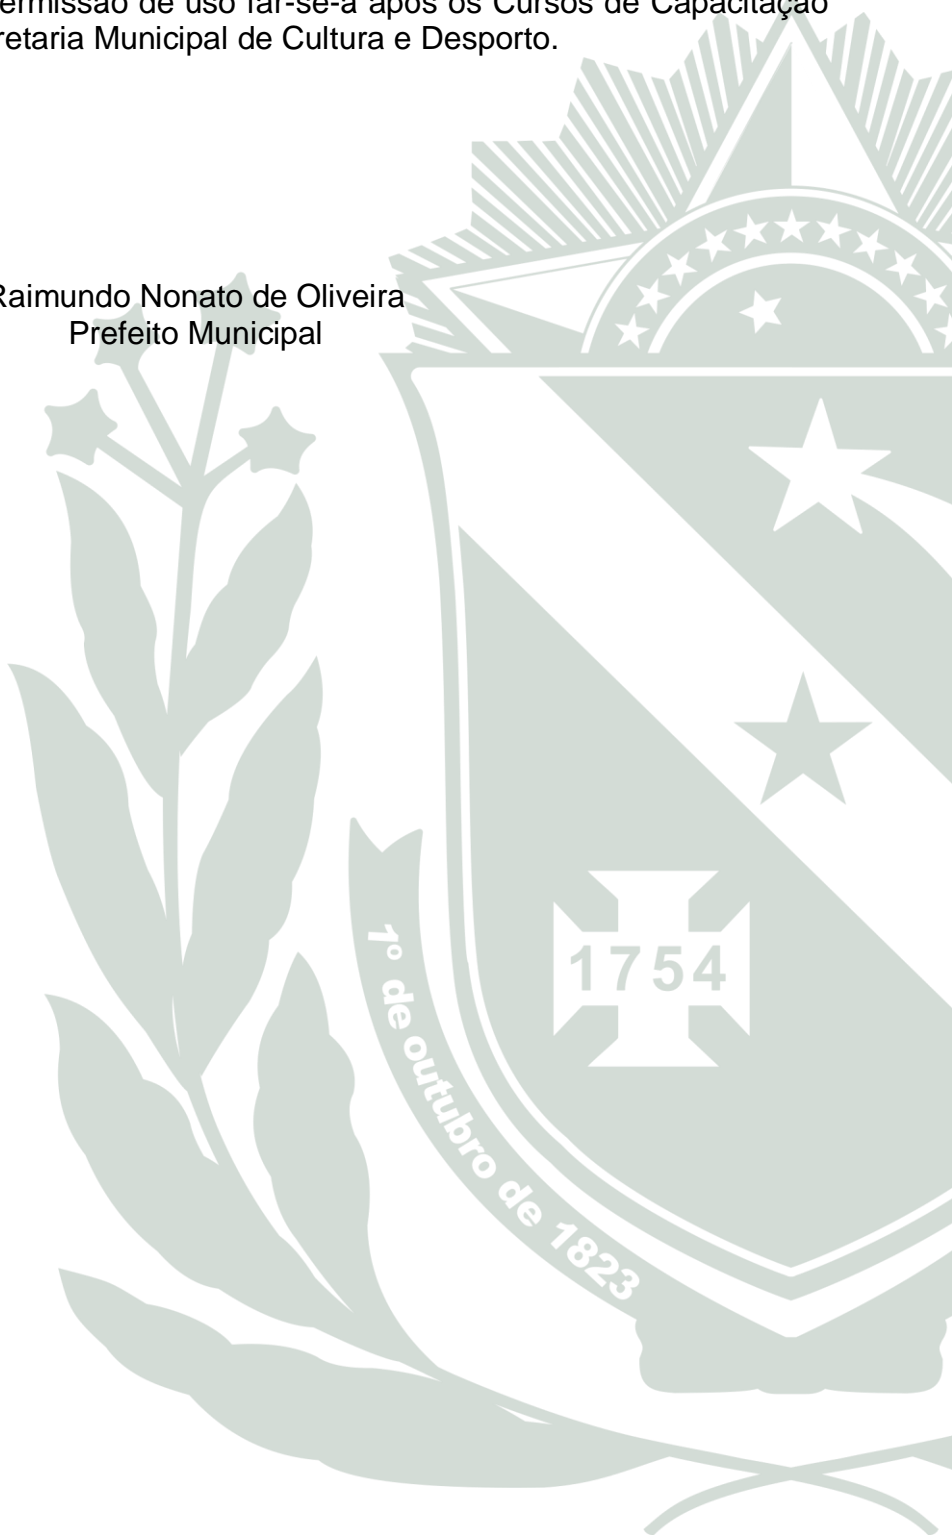 ermissão de uso far-se-á após os Cursos de Capacitação
retaria Municipal de Cultura e Desporto.
Raimundo Nonato de Oliveira
Prefeito Municipal
1754
1º de outubro de 1823